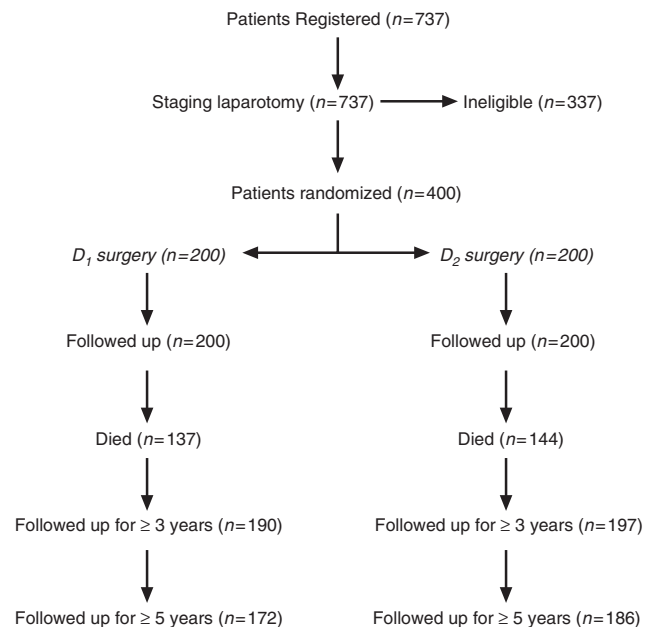 Patients Registered (n=737)
Staging laparotomy (n=737)
Ineligible (n=337)
Patients randomized (n=400)
D₁ surgery (n=200)
D₂ surgery (n=200)
Followed up (n=200)
Followed up (n=200)
Died (n=137)
Died (n=144)
Followed up for ≥ 3 years (n=190)
Followed up for ≥ 3 years (n=197)
Followed up for ≥ 5 years (n=172)
Followed up for ≥ 5 years (n=186)